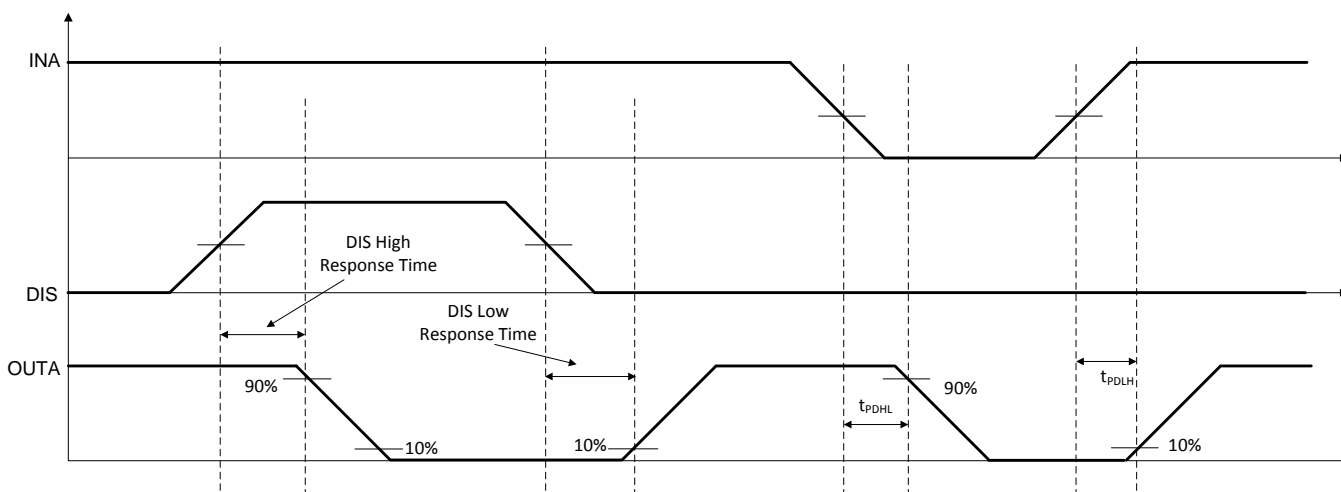 INA
DIS High
Response Time
DIS
DIS Low
Response Time
OUTA
90%
10%
10%
tPDHL
90%
tPDLH
10%